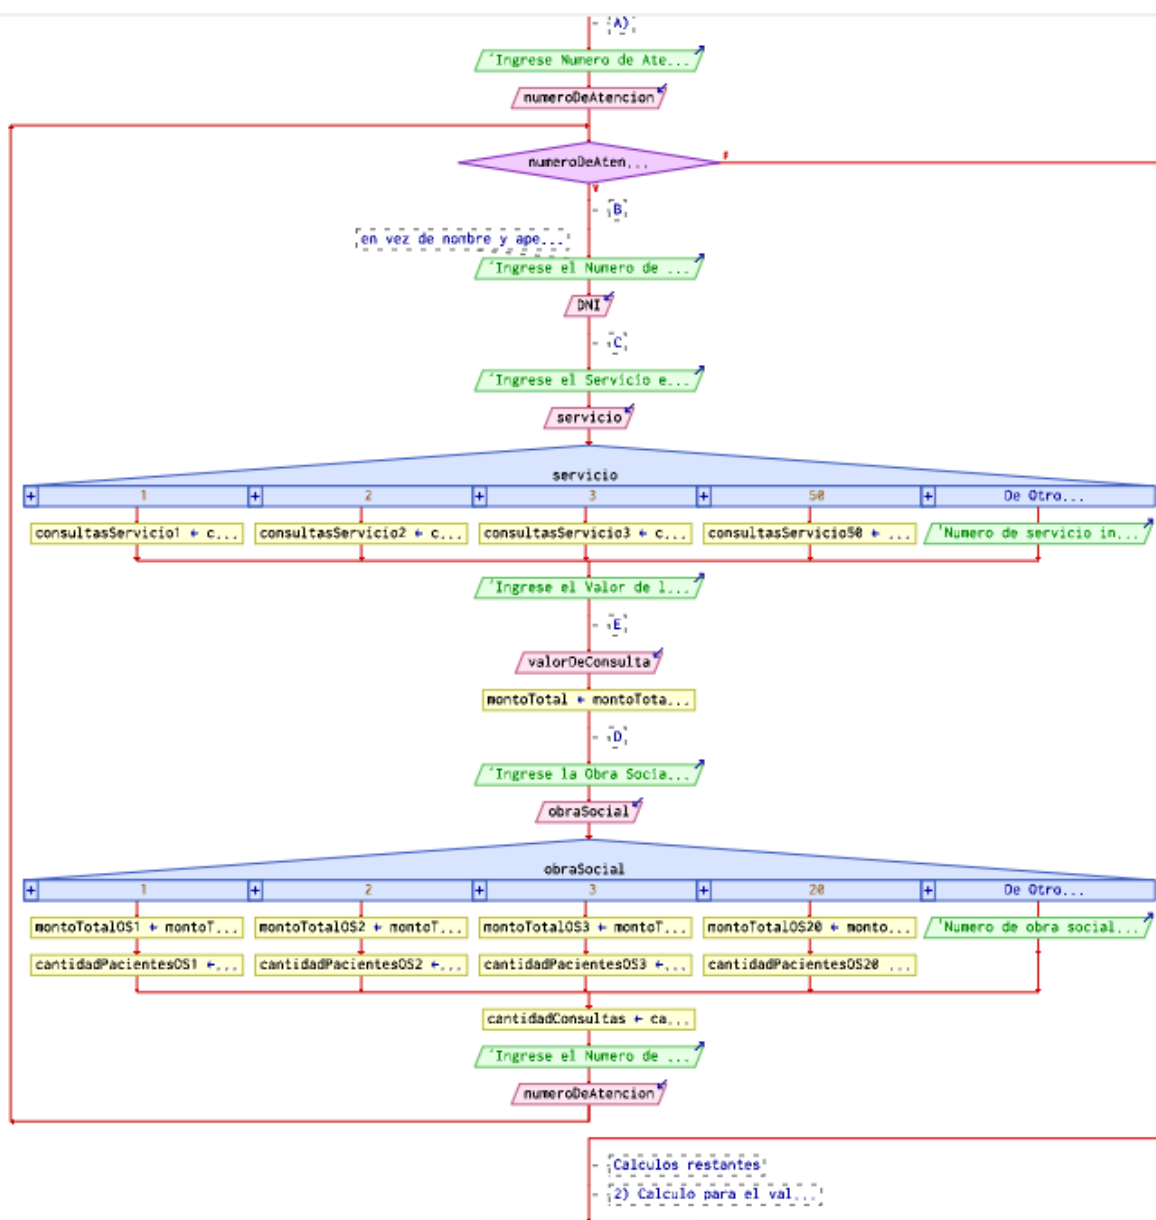 A)
'Ingrese Numero de Ate...
numeroDeAtencion
numeroDeAten...
F
V
B
en vez de nombre y ape...
'Ingrese el Numero de ...
DNI
C
'Ingrese el Servicio e...
servicio
servicio
+ 1 + 2 + 3 + 50 + De Otro...
consultasServicio1 ← c... consultasServicio2 ← c... consultasServicio3 ← c... consultasServicio50 ← ... 'Numero de servicio in...
'Ingrese el Valor de l...
E
valorDeConsulta
montoTotal ← montoTota...
D
'Ingrese la Obra Socia...
obraSocial
obraSocial
+ 1 + 2 + 3 + 20 + De Otro...
montoTotalOS1 ← montoT... montoTotalOS2 ← montoT... montoTotalOS3 ← montoT... montoTotalOS20 ← monto... 'Numero de obra social...
cantidadPacientesOS1 ←... cantidadPacientesOS2 ←... cantidadPacientesOS3 ←... cantidadPacientesOS20 ...
cantidadConsultas ← ca...
'Ingrese el Numero de ...
numeroDeAtencion
Calculos restantes
2) Calculo para el val...